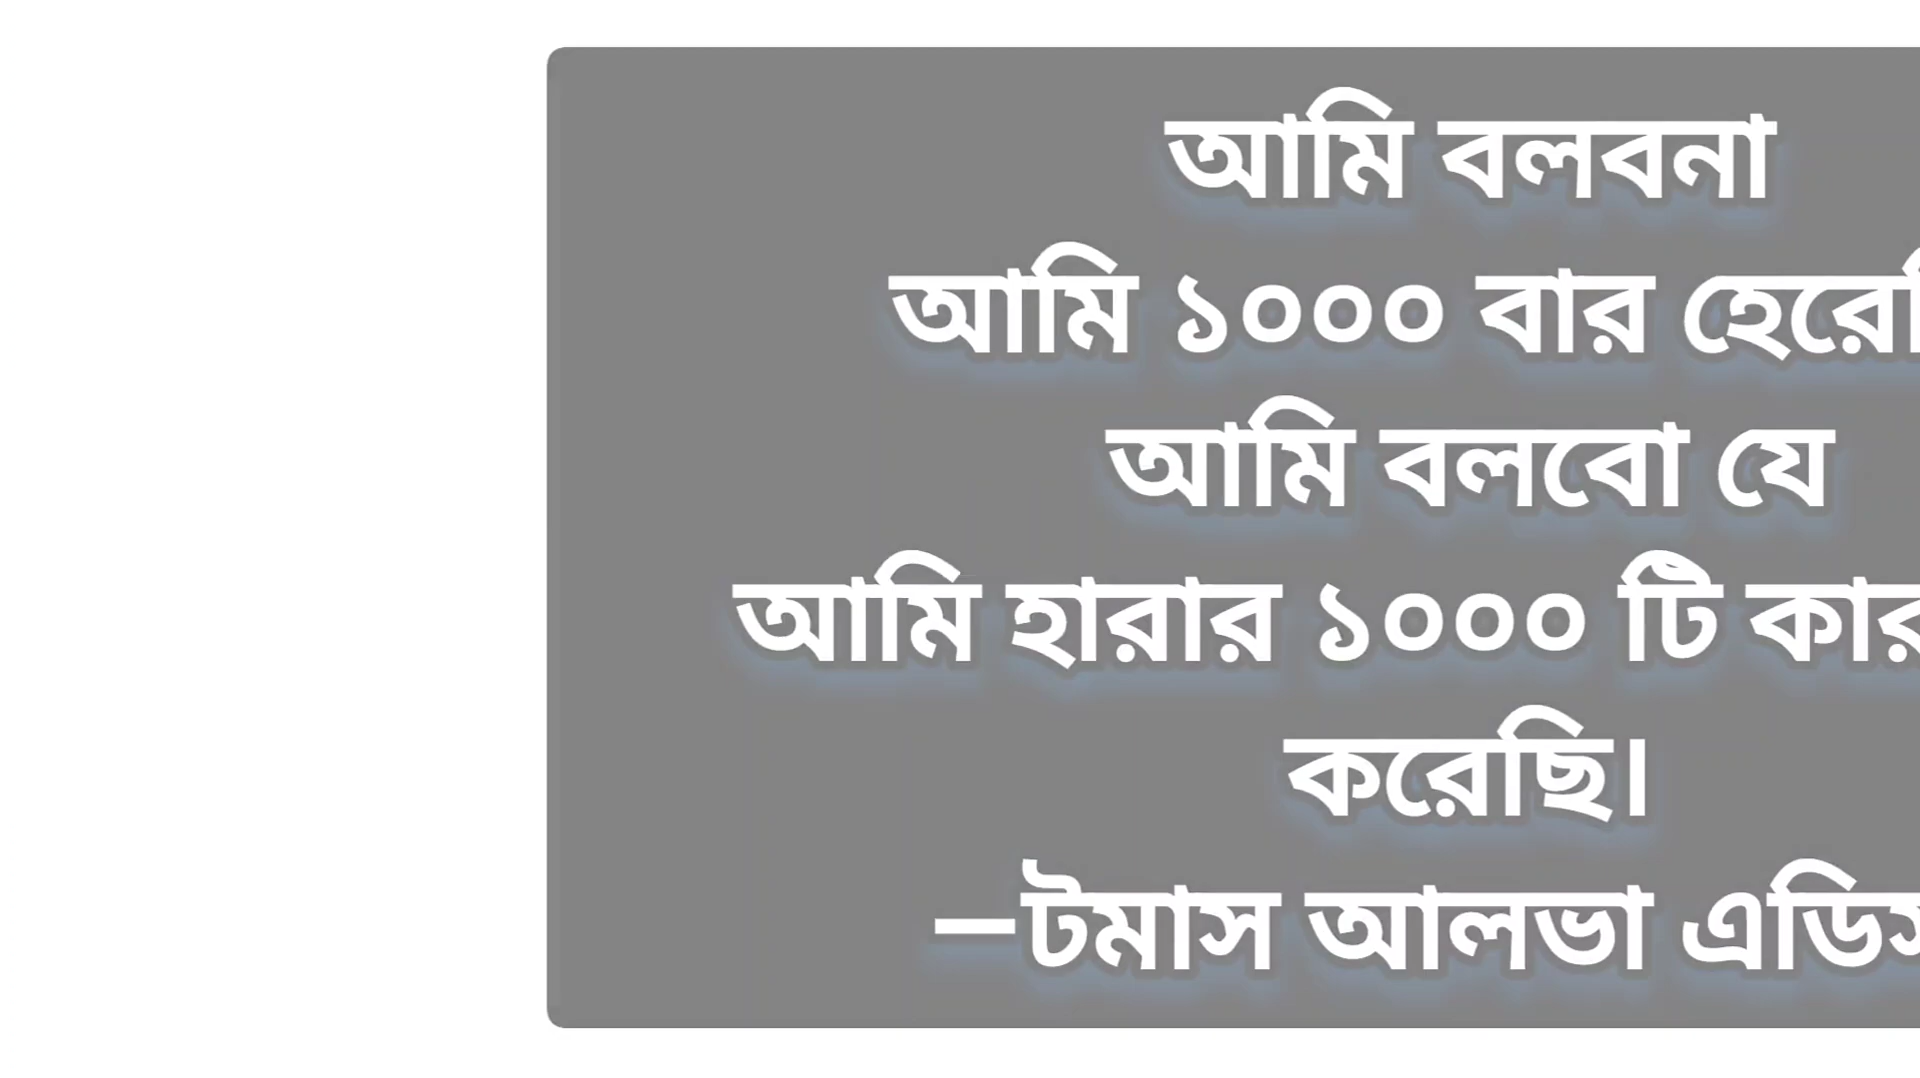 আমি বলবনা
আমি ১০০০ বার
আমি বলবো যে
আমি হারার ১০০০ টি
করেছি।
—টমাস আলভা